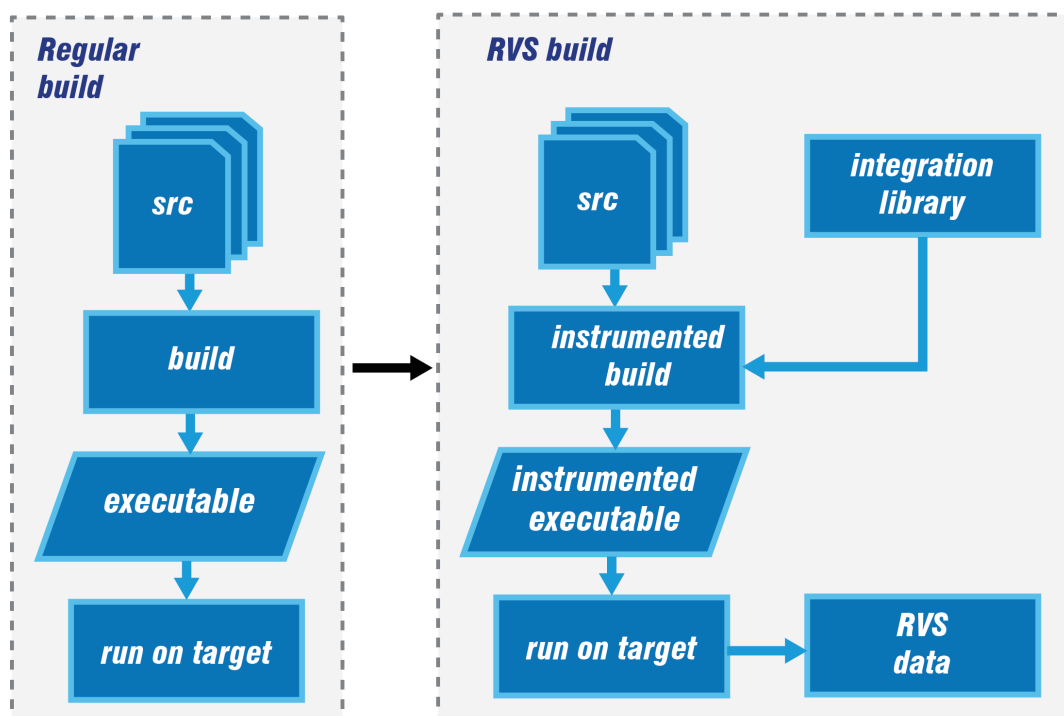 Regular
build
src
build
executable
run on target
RVS build
src
integration
library
instrumented
build
instrumented
executable
run on target
RVS
data